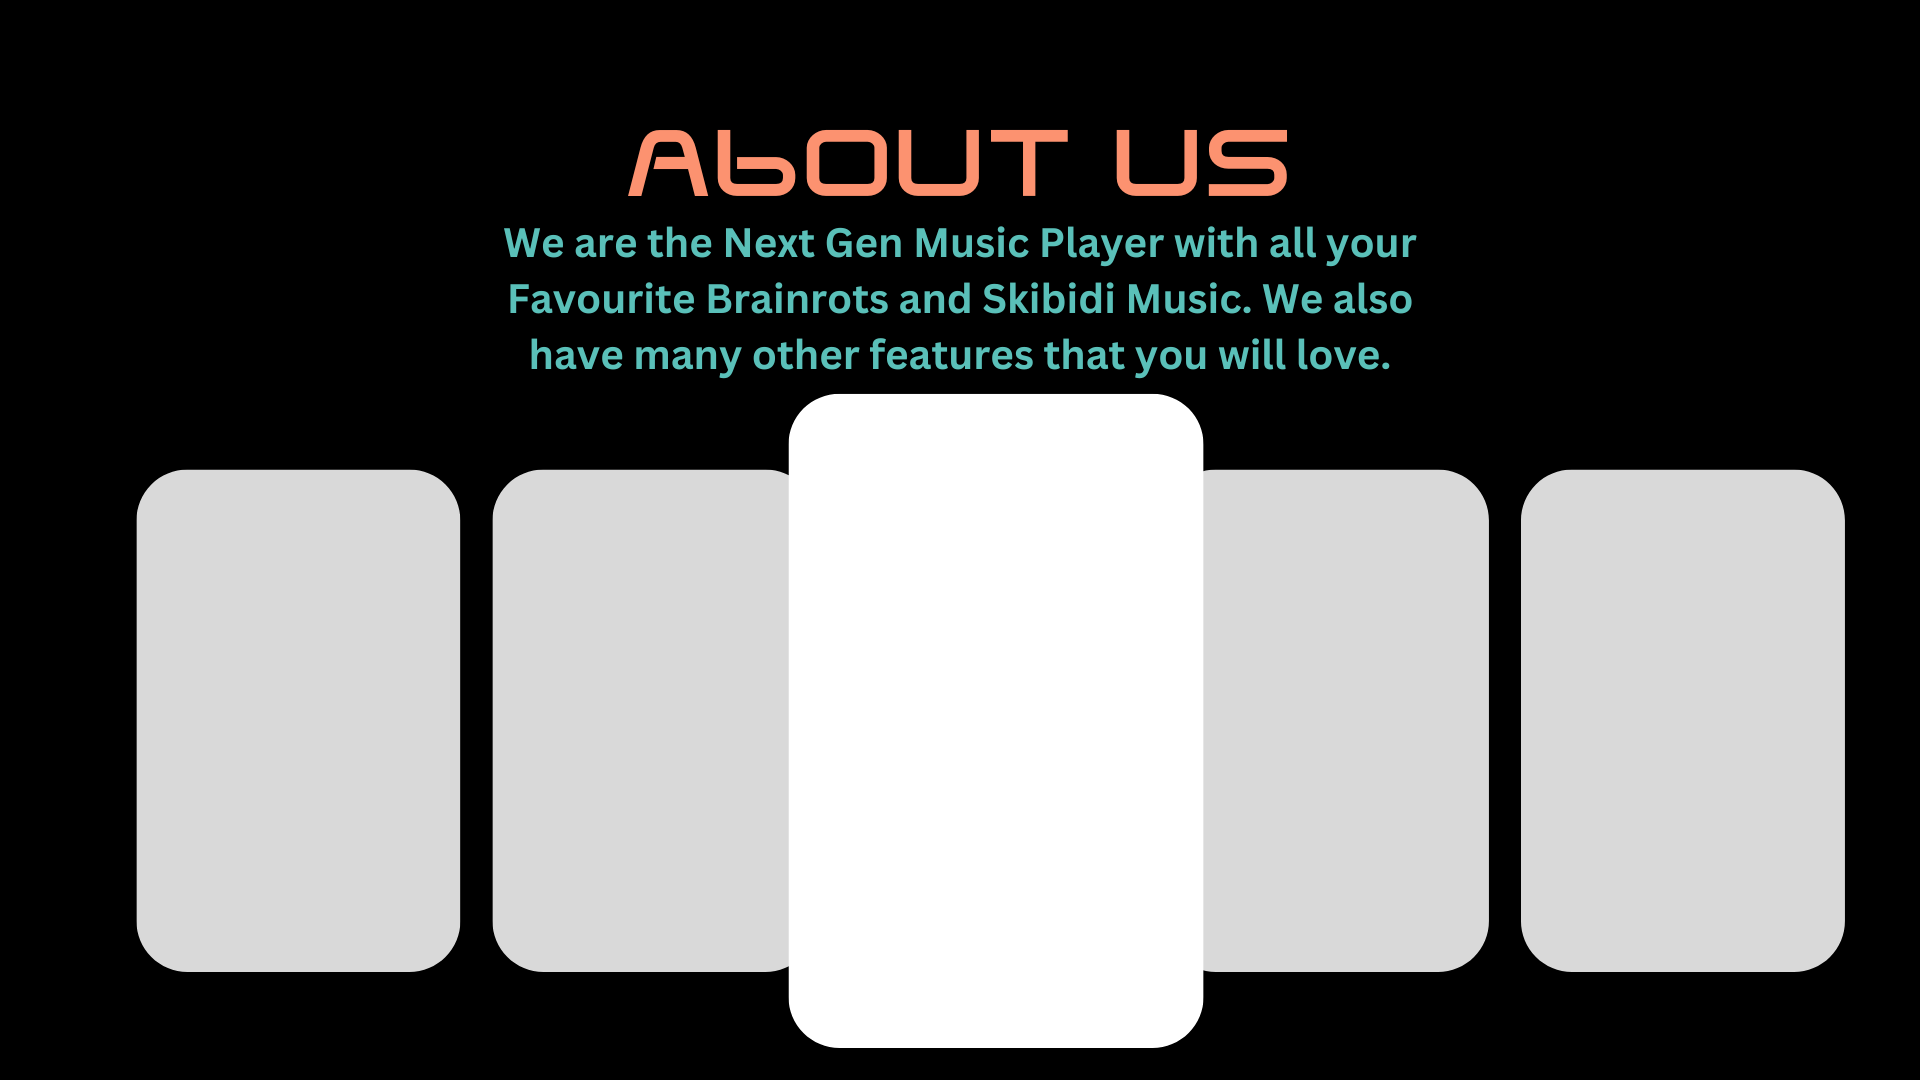 AbOUT US
We are the Next Gen Music Player with all your
Favourite Brainrots and Skibidi Music. We also
have many other features that you will love.